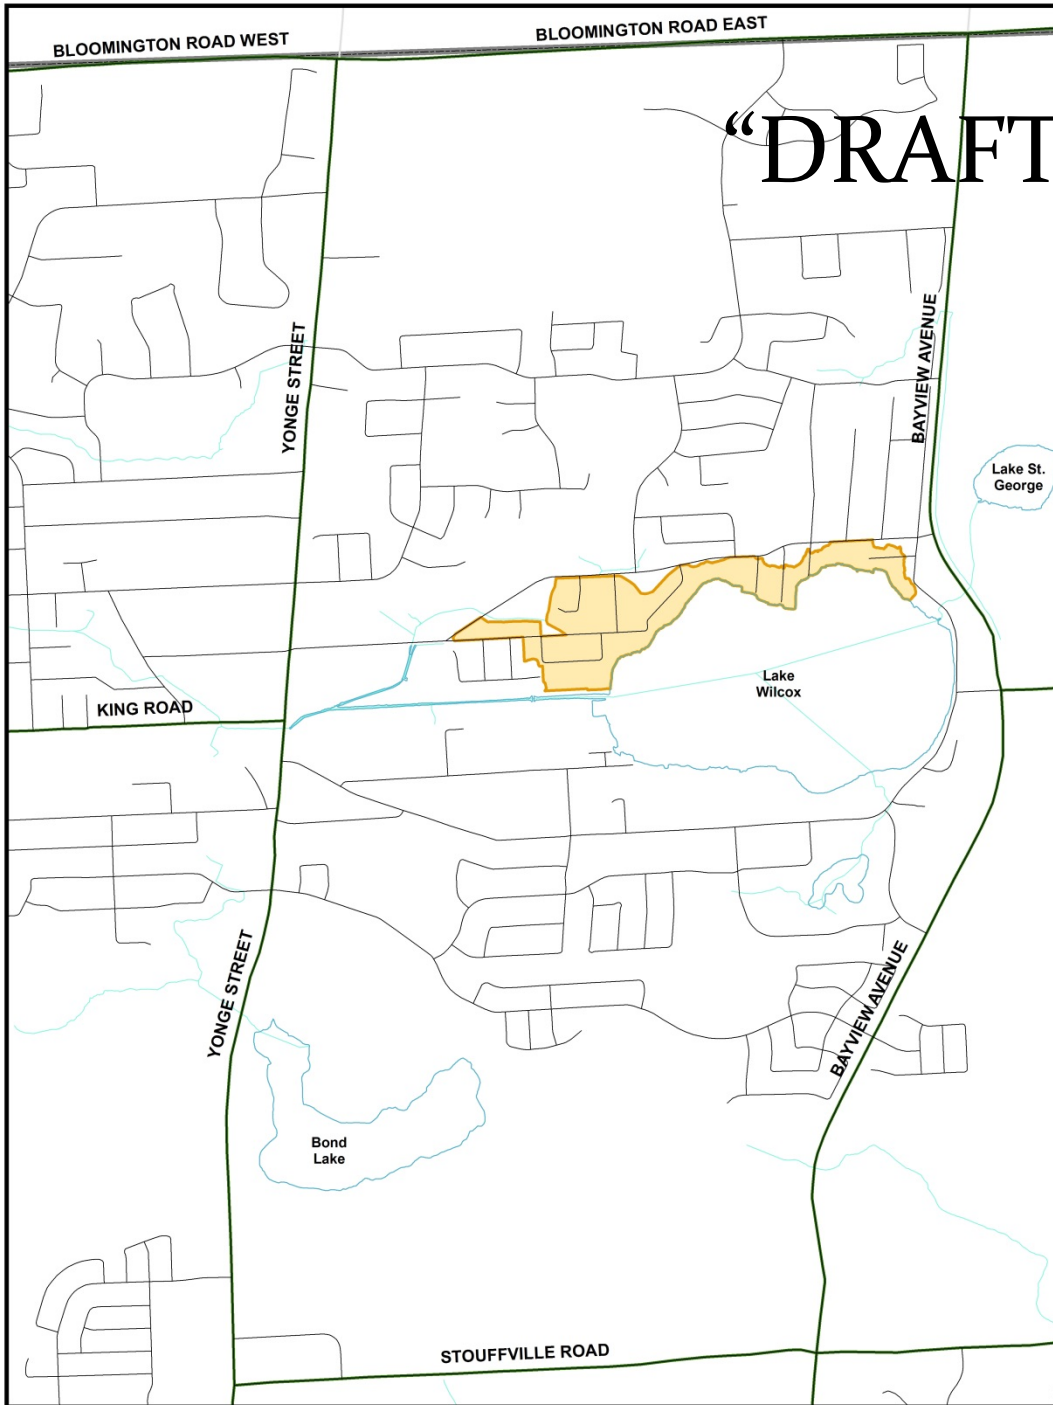 BLOOMINGTON ROAD WEST
BLOOMINGTON ROAD EAST
“DRAFT
YONGE STREET
BAYVIEW AVENUE
Lake St.
George
Lake
Wilcox
KING ROAD
YONGE STREET
BAYVIEW AVENUE
Bond
Lake
STOUFFVILLE ROAD